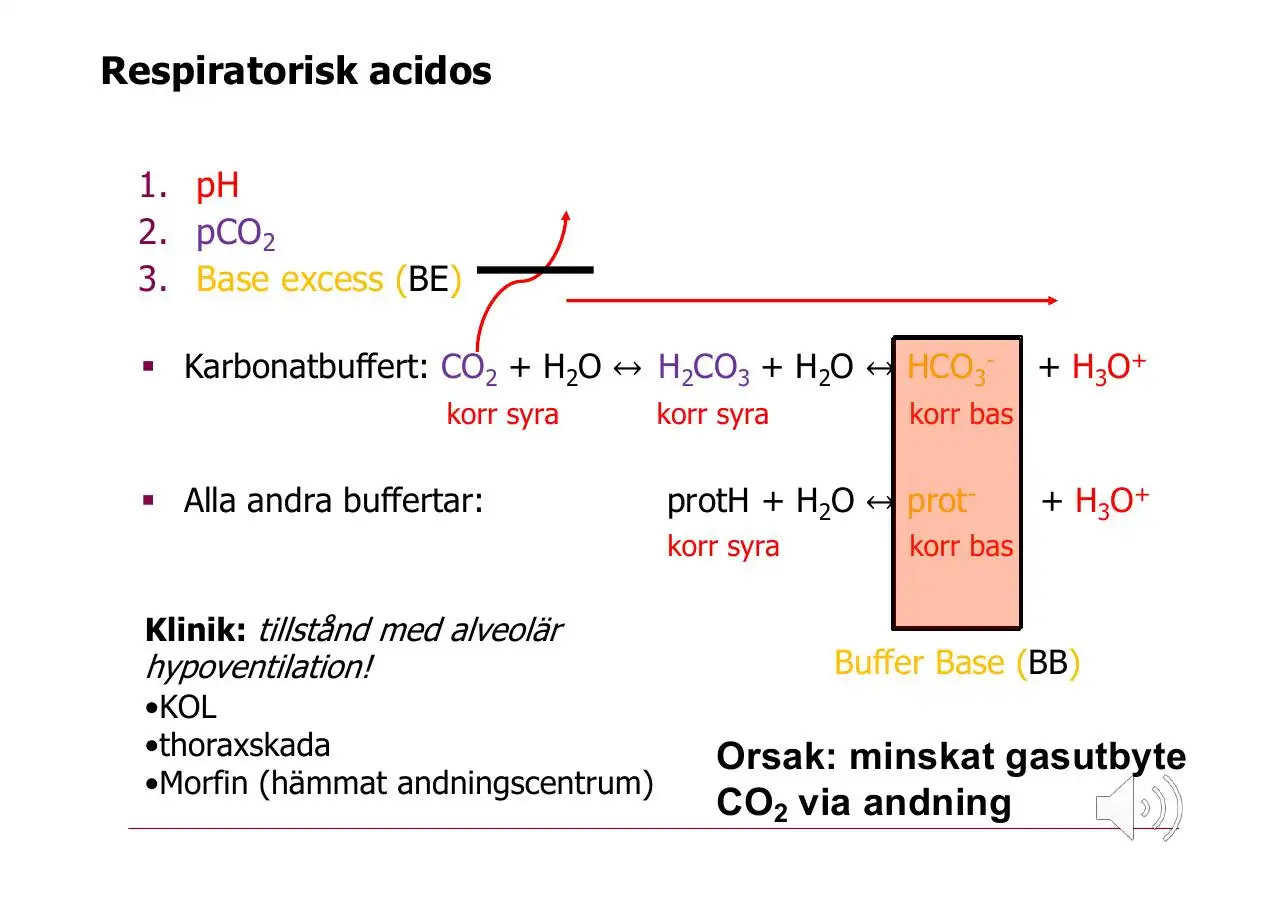 Respiratorisk acidos
1. pH
2. pCO₂
3. Base excess (BE)
▪ Karbonatbuffert: CO₂ + H₂O ↔ H₂CO₃ + H₂O ↔ HCO₃⁻ + H₃O⁺
korr syra korr syra korr bas
▪ Alla andra buffertar: protH + H₂O ↔ prot⁻ + H₃O⁺
korr syra korr bas
Klinik: tillstånd med alveolär
hypoventilation!
•KOL
•thoraxskada
•Morfin (hämmat andningscentrum)
Buffer Base (BB)
Orsak: minskat gasutbyte
CO₂ via andning